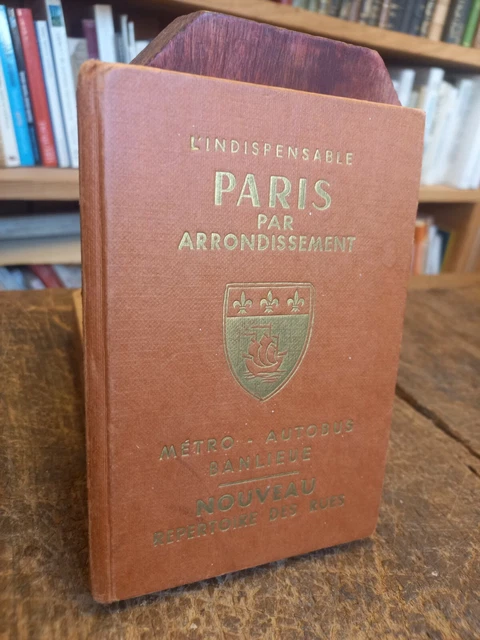 L'INDISPENSABLE
PARIS
PAR
ARRONDISSEMENT
MÉTRO - AUTOBUS
BANLIEUE
NOUVEAU
RÉPERTOIRE DES RUES